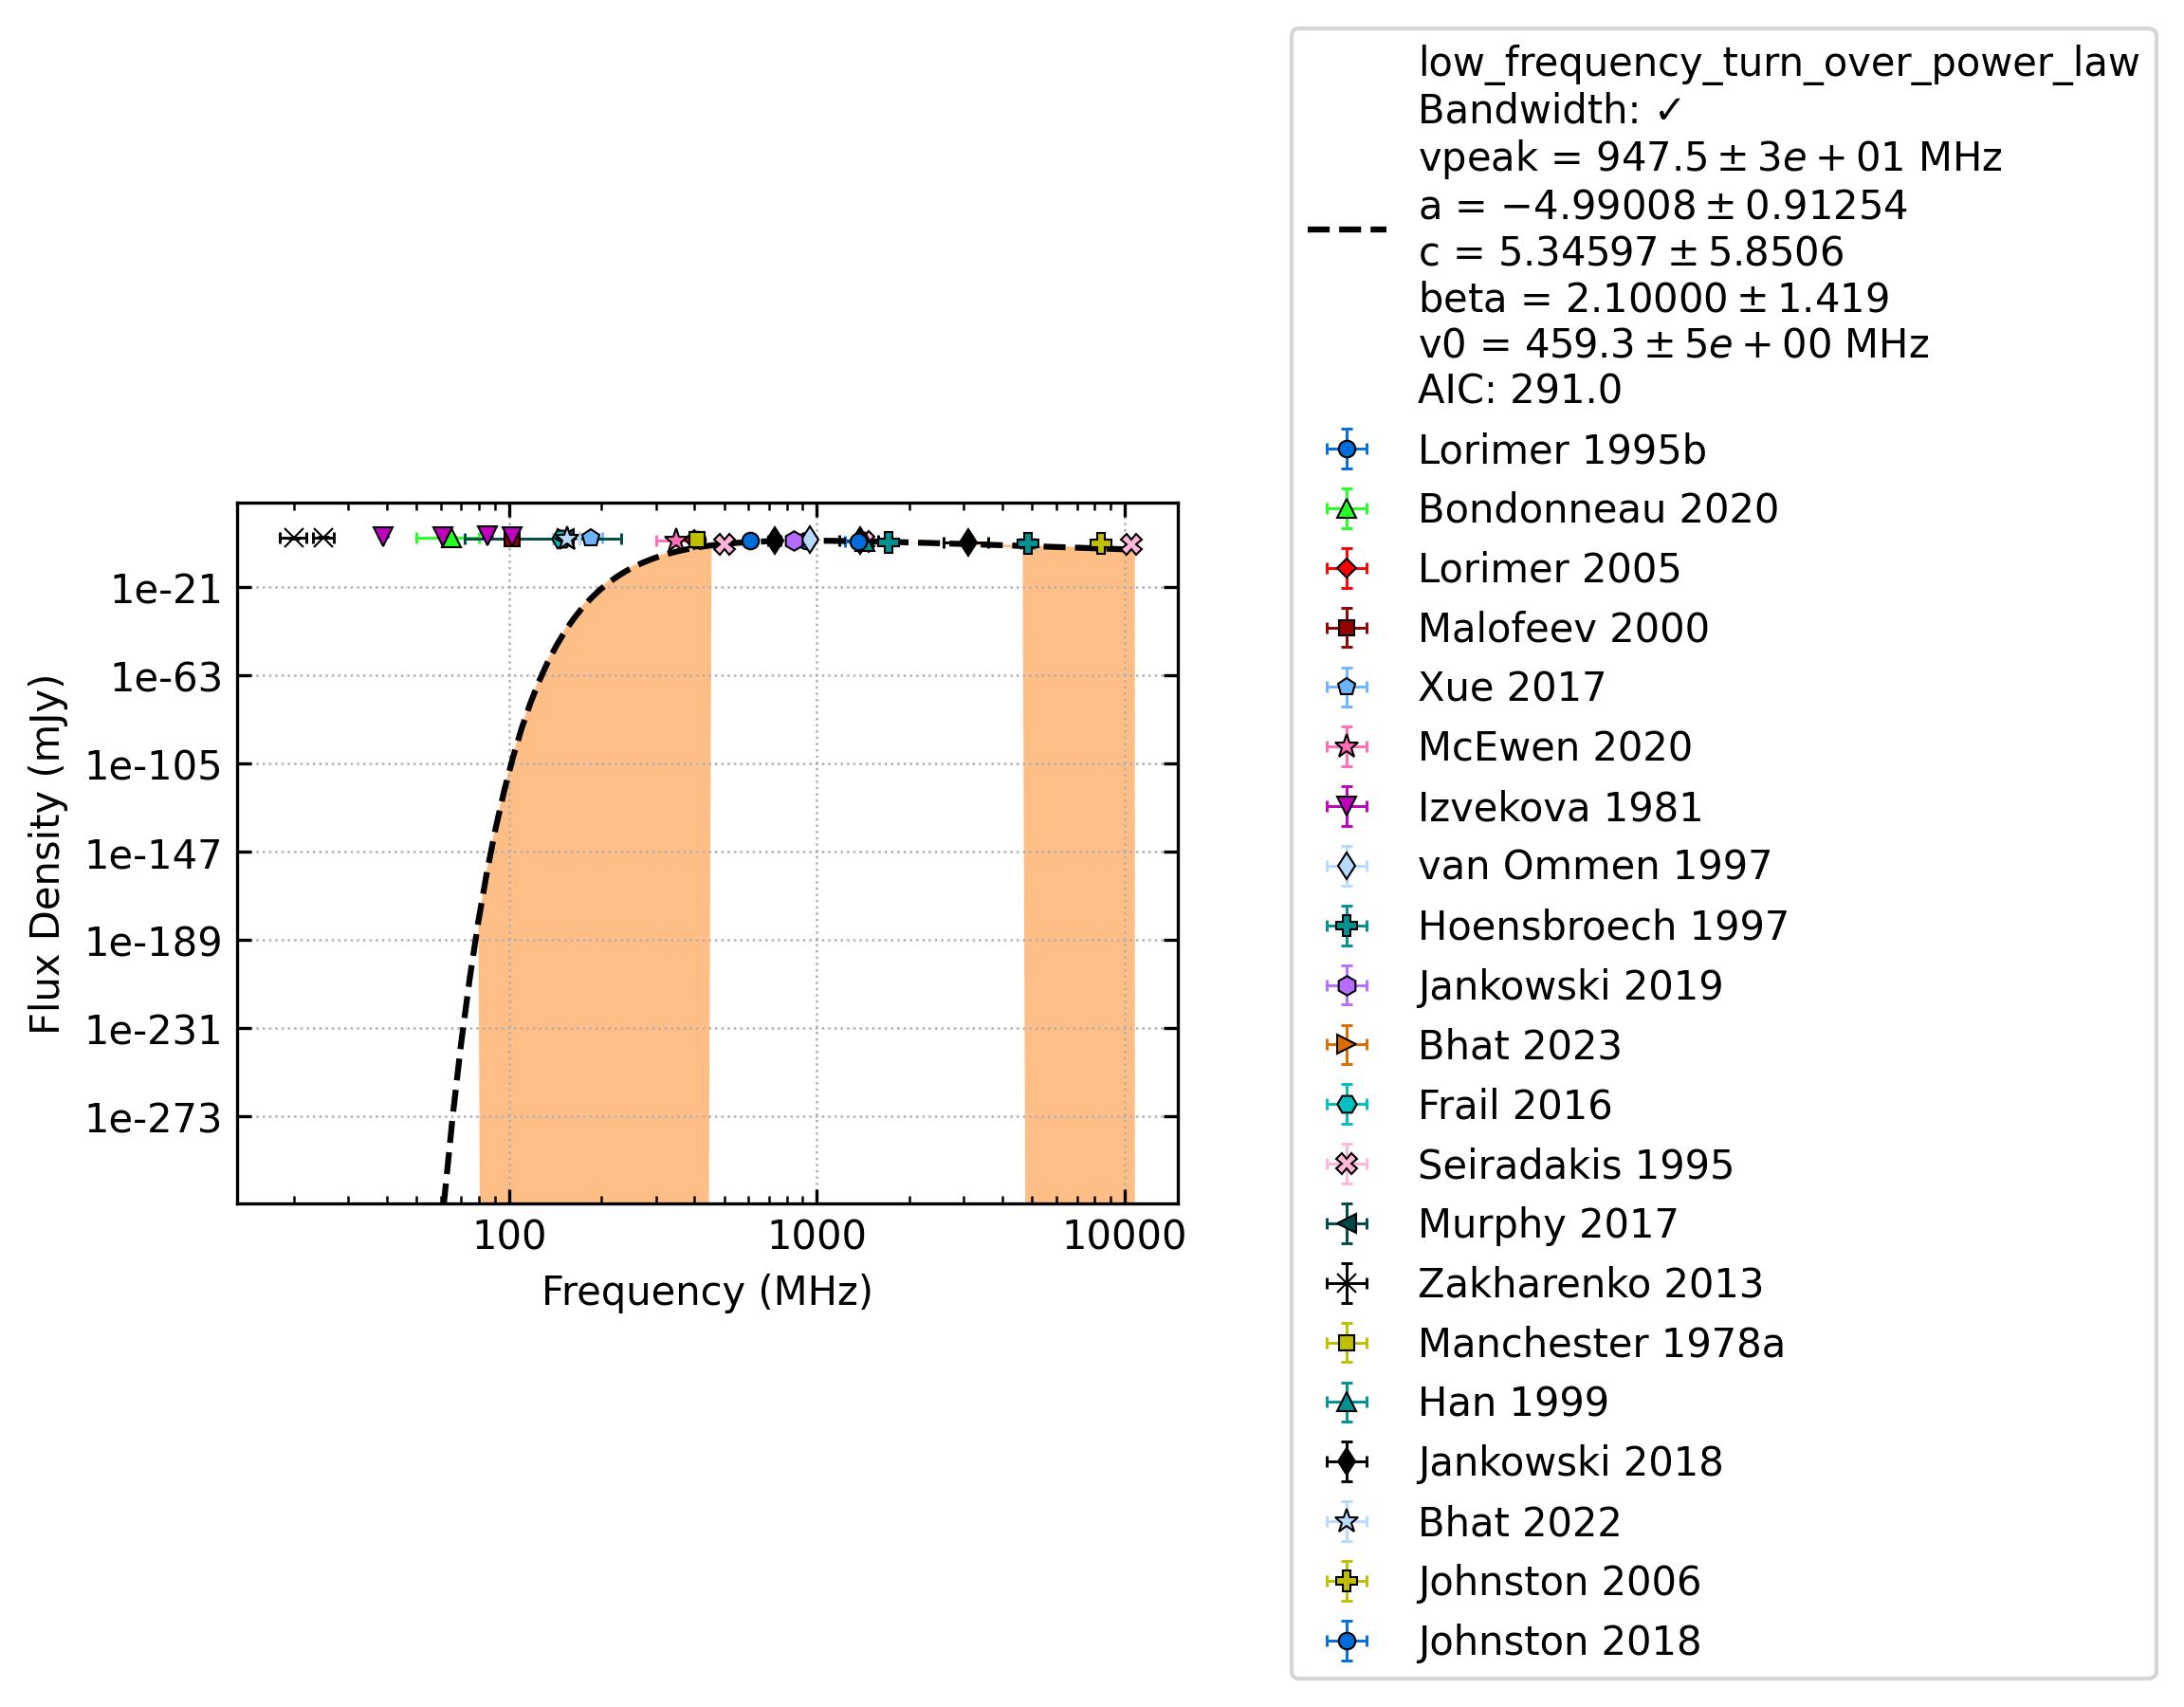 1e-21
1e-63
1e-105
1e-147
1e-189
1e-231
1e-273
Flux Density (mJy)
100
1000
10000
Frequency (MHz)
low_frequency_turn_over_power_law
Bandwidth: ✓
vpeak = 947.5 ± 3e + 01 MHz
a = −4.99008 ± 0.91254
c = 5.34597 ± 5.8506
beta = 2.10000 ± 1.419
v0 = 459.3 ± 5e + 00 MHz
AIC: 291.0
Lorimer 1995b
Bondonneau 2020
Lorimer 2005
Malofeev 2000
Xue 2017
McEwen 2020
Izvekova 1981
van Ommen 1997
Hoensbroech 1997
Jankowski 2019
Bhat 2023
Frail 2016
Seiradakis 1995
Murphy 2017
Zakharenko 2013
Manchester 1978a
Han 1999
Jankowski 2018
Bhat 2022
Johnston 2006
Johnston 2018